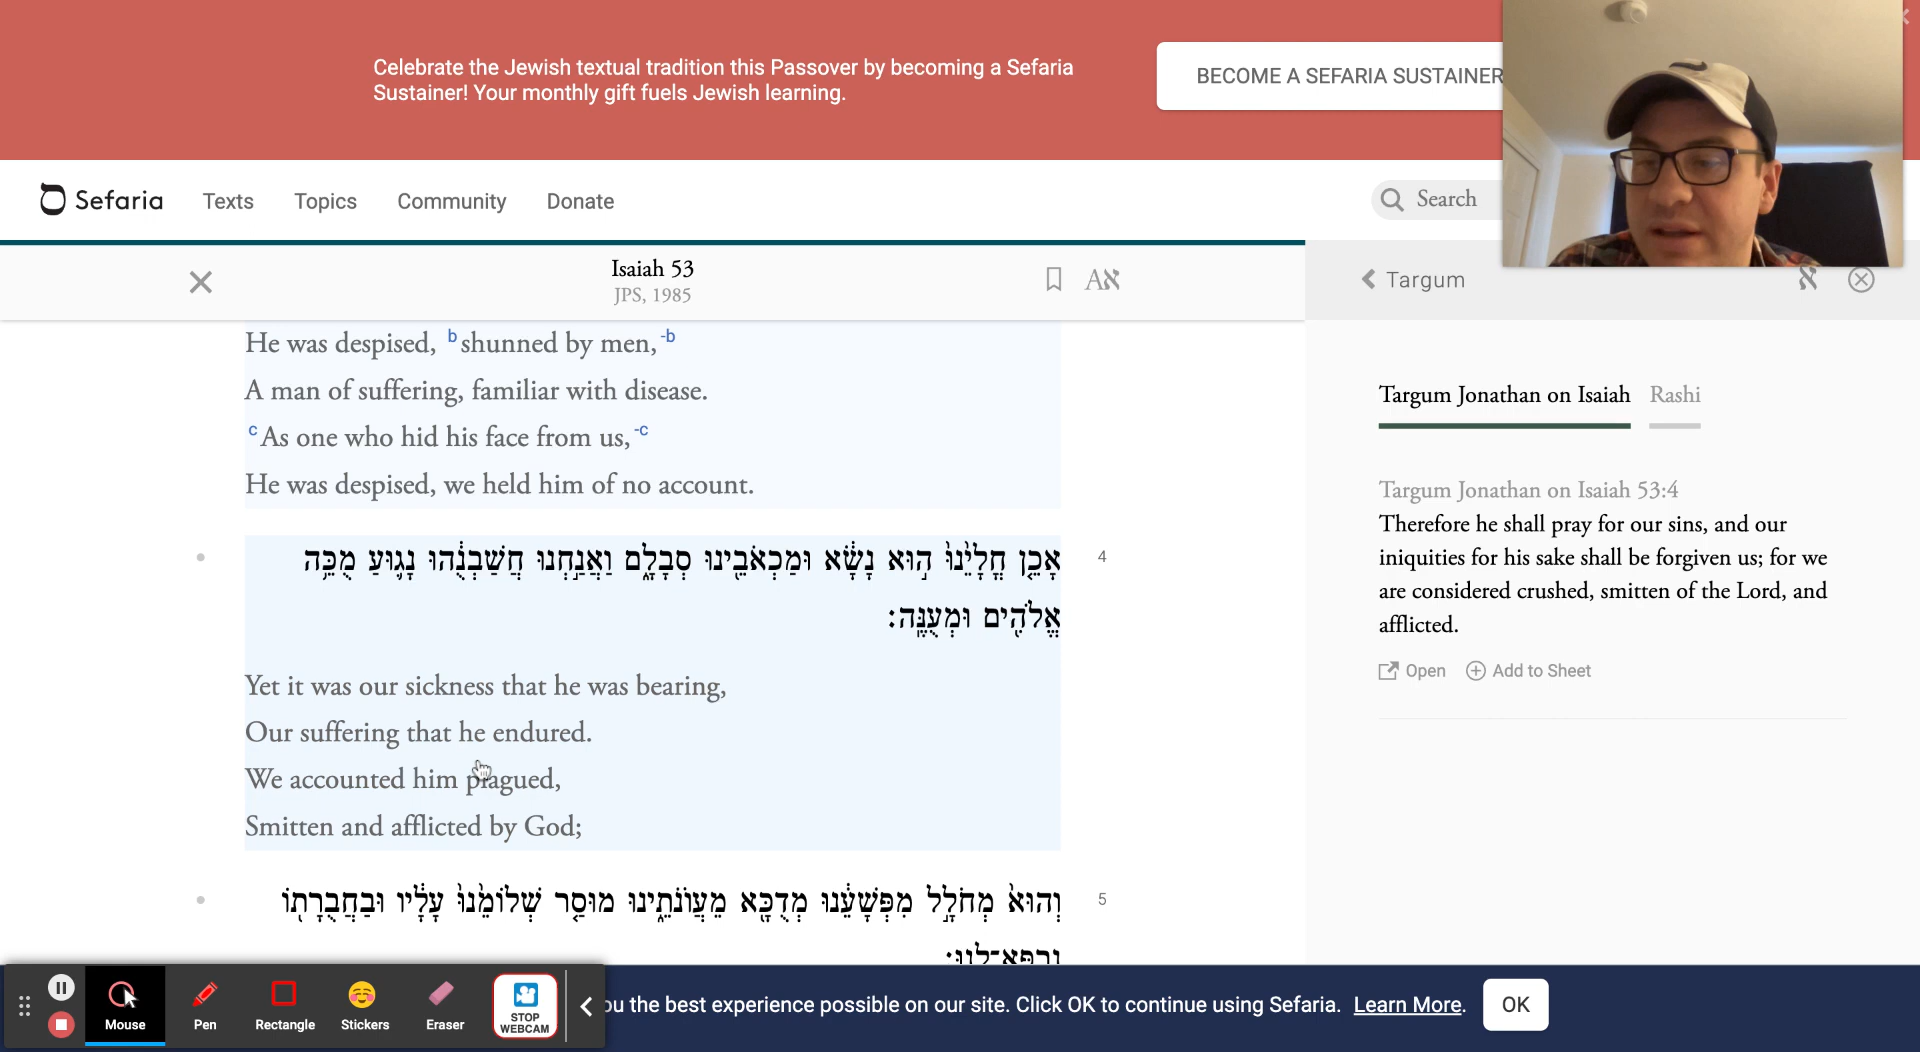 Celebrate the Jewish textual tradition this Passover by becoming a Sefaria
Sustainer! Your monthly gift fuels Jewish learning.
BECOME A SEFARIA SUSTAINER
Sefaria
Texts
Topics
Community
Donate
Search
Isaiah 53
JPS, 1985
Aא
He was despised, b shunned by men, -b
A man of suffering, familiar with disease.
c As one who hid his face from us, -c
He was despised, we held him of no account.
4
אָכֵ֤ן חֳלָיֵ֙נוּ֙ ה֣וּא נָשָׂ֔א וּמַכְאֹבֵ֖ינוּ סְבָלָ֑ם וַאֲנַ֣חְנוּ חֲשַׁבְנֻ֔הוּ נָג֛וּעַ מֻכֵּ֥ה
אֱלֹהִ֖ים וּמְעֻנֶּֽה׃
Yet it was our sickness that he was bearing,
Our suffering that he endured.
We accounted him plagued,
Smitten and afflicted by God;
5
וְהוּא֙ מְחֹלָ֣ל מִפְּשָׁעֵ֔נוּ מְדֻכָּ֖א מֵעֲוֺנֹתֵ֑ינוּ מוּסַ֤ר שְׁלוֹמֵ֙נוּ֙ עָלָ֔יו וּבַחֲבֻרָת֖וֹ
Targum
א
Targum Jonathan on Isaiah
Rashi
Targum Jonathan on Isaiah 53:4
Therefore he shall pray for our sins, and our
iniquities for his sake shall be forgiven us; for we
are considered crushed, smitten of the Lord, and
afflicted.
Open
Add to Sheet
Mouse
Pen
Rectangle
Stickers
Eraser
STOP
WEBCAM
ou the best experience possible on our site. Click OK to continue using Sefaria. Learn More.
OK